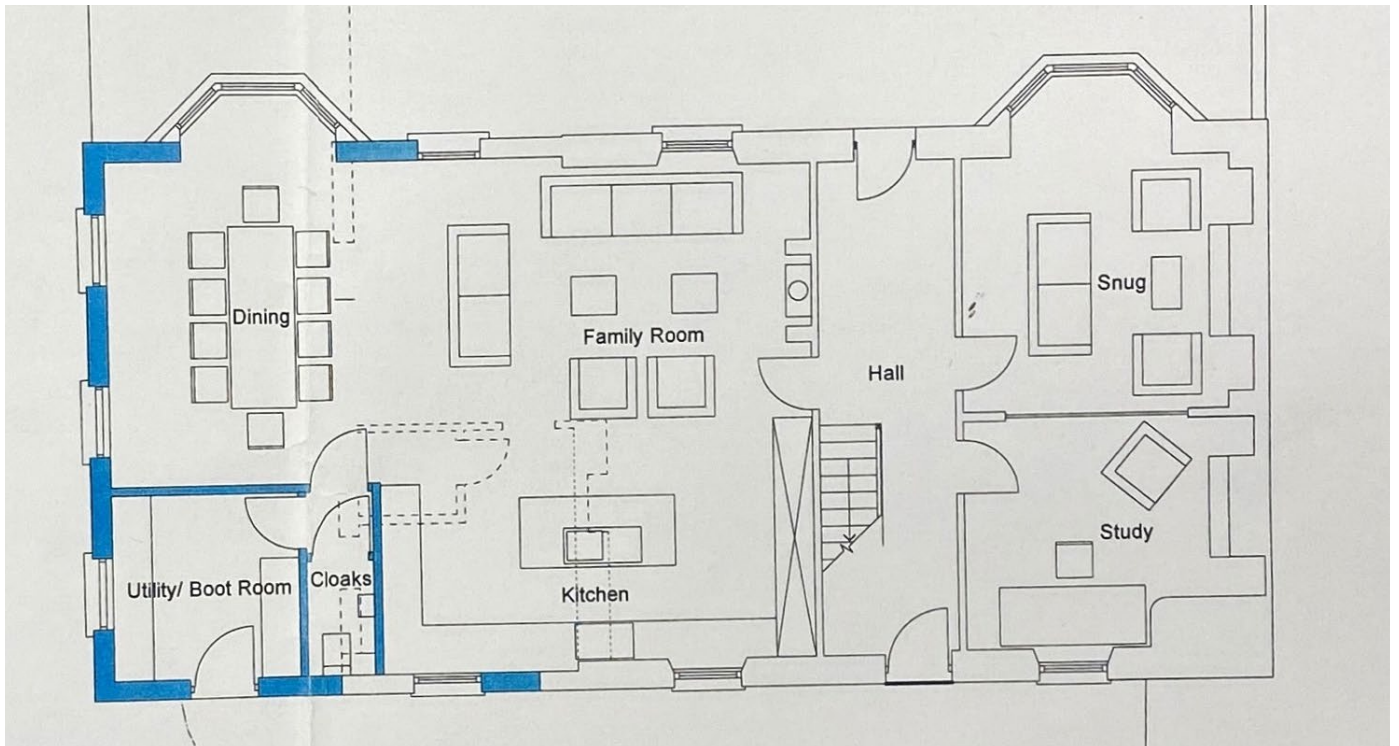 Snug
Dining
Family Room
Hall
Study
Utility/ Boot Room
Cloaks
Kitchen